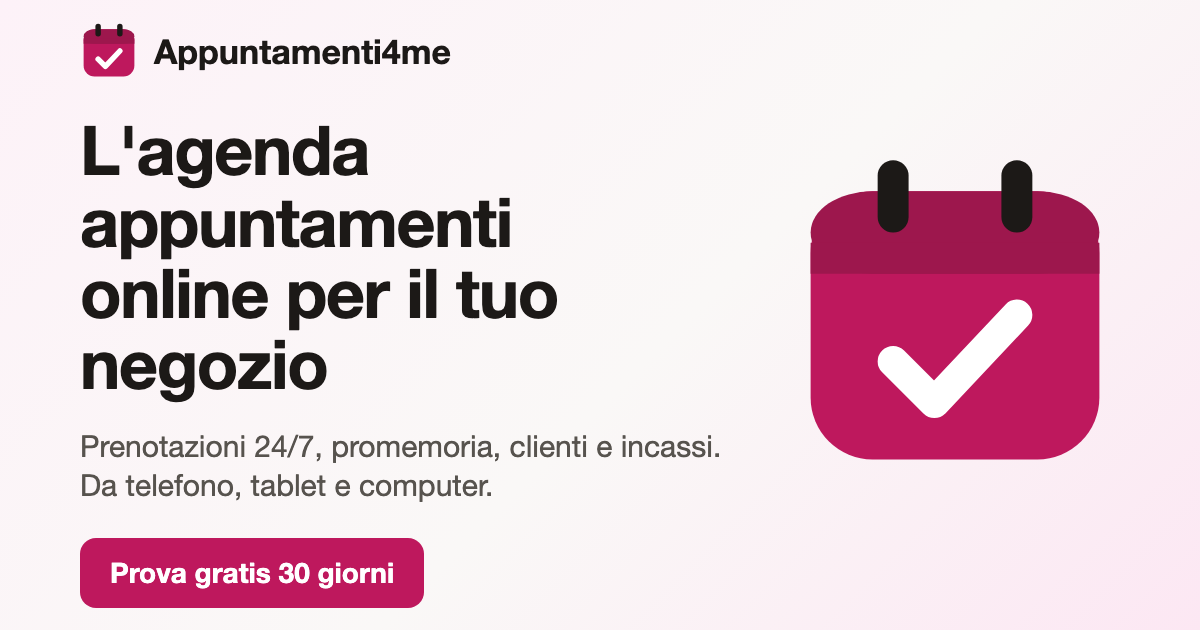 Appuntamenti4me
L'agenda
appuntamenti
online per il tuo
negozio
Prenotazioni 24/7, promemoria, clienti e incassi.
Da telefono, tablet e computer.
Prova gratis 30 giorni